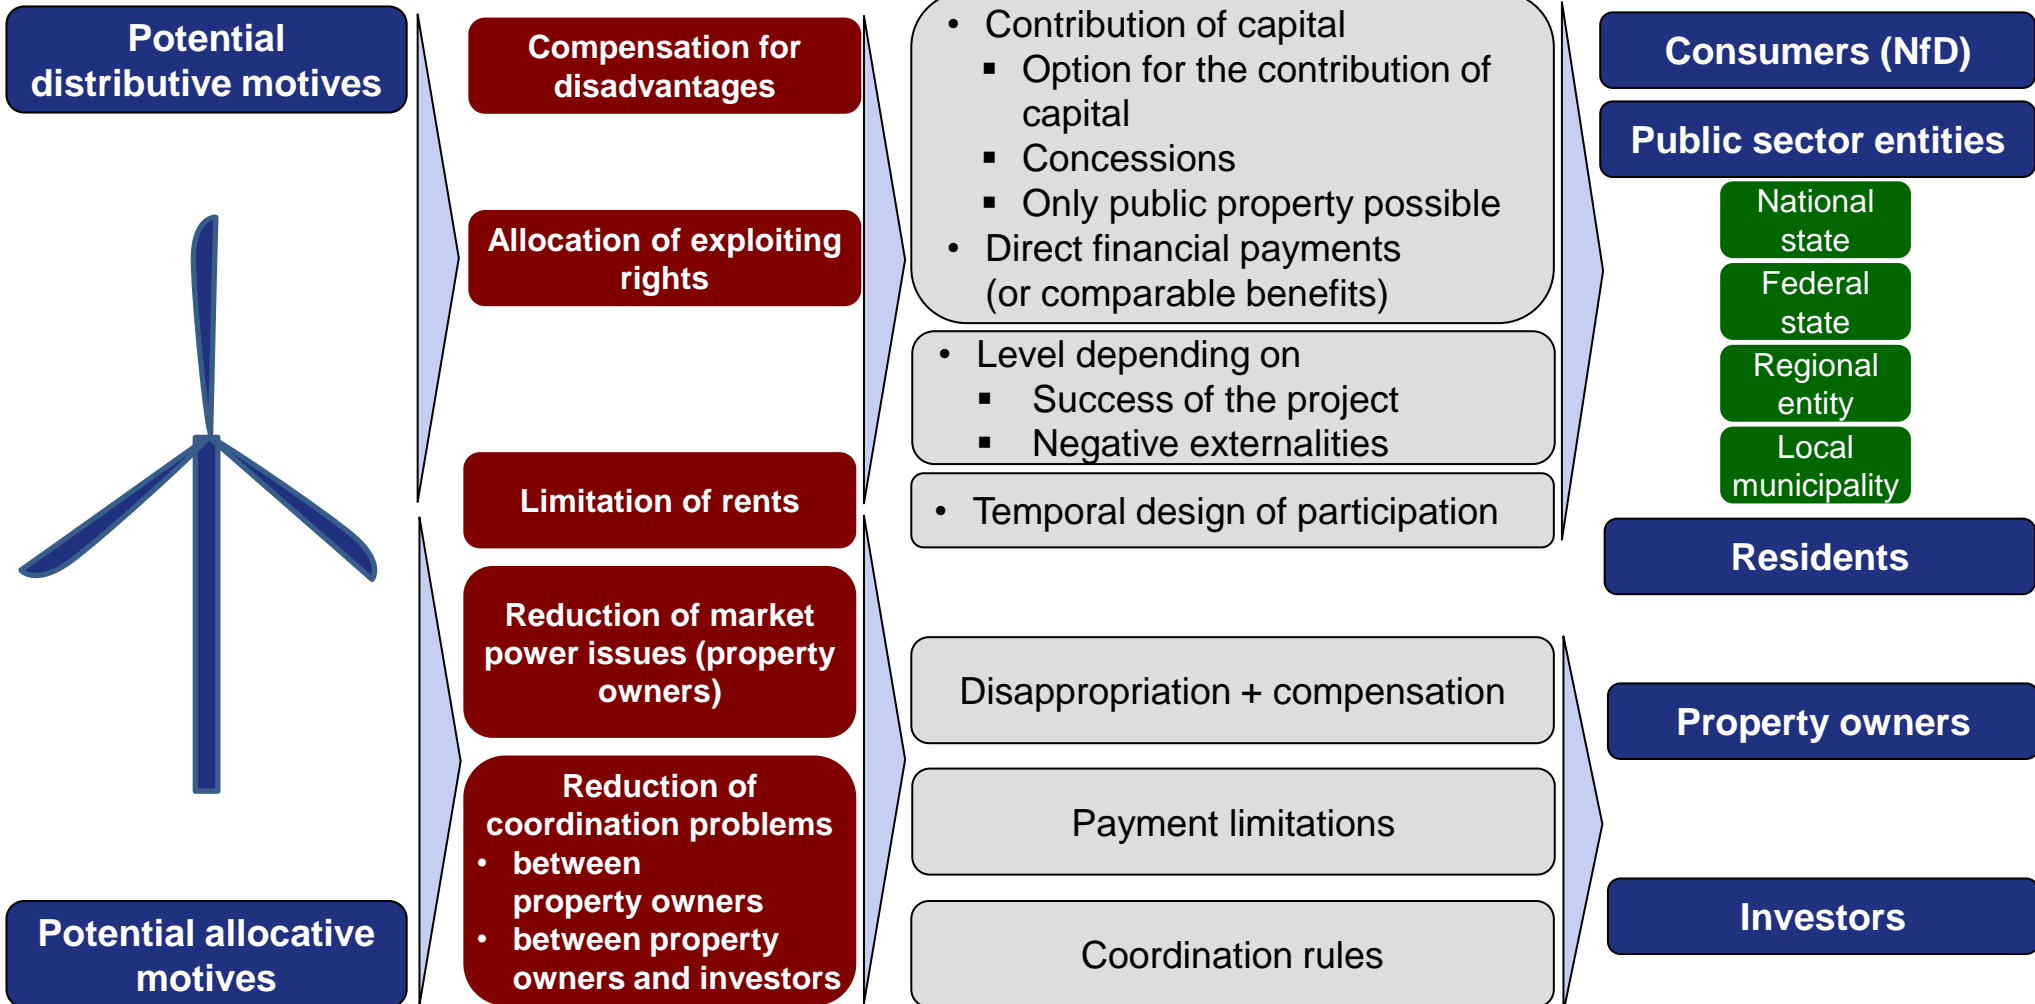 Potential
distributive motives
Potential allocative
motives
Compensation for
disadvantages
Allocation of exploiting
rights
Limitation of rents
Reduction of market
power issues (property
owners)
Reduction of
coordination problems
• between
property owners
• between property
owners and investors
• Contribution of capital
▪ Option for the contribution of
capital
▪ Concessions
▪ Only public property possible
• Direct financial payments
(or comparable benefits)
• Level depending on
▪ Success of the project
▪ Negative externalities
• Temporal design of participation
Disappropriation + compensation
Payment limitations
Coordination rules
Consumers (NfD)
Public sector entities
National
state
Federal
state
Regional
entity
Local
municipality
Residents
Property owners
Investors